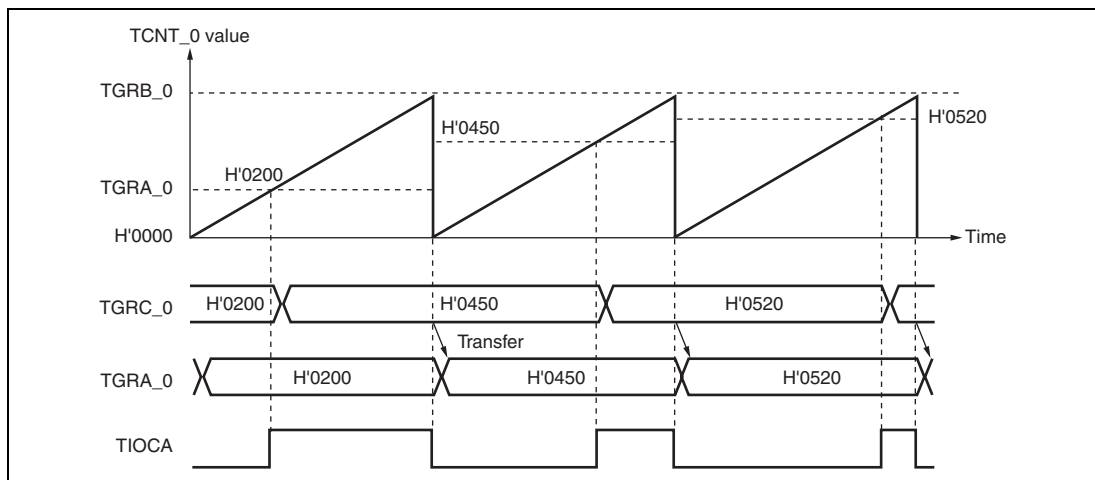 TCNT_0 value
TGRB_0
H'0450
H'0520
H'0200
TGRA_0
H'0000
Time
TGRC_0
H'0200
H'0450
H'0520
Transfer
TGRA_0
H'0200
H'0450
H'0520
TIOCA